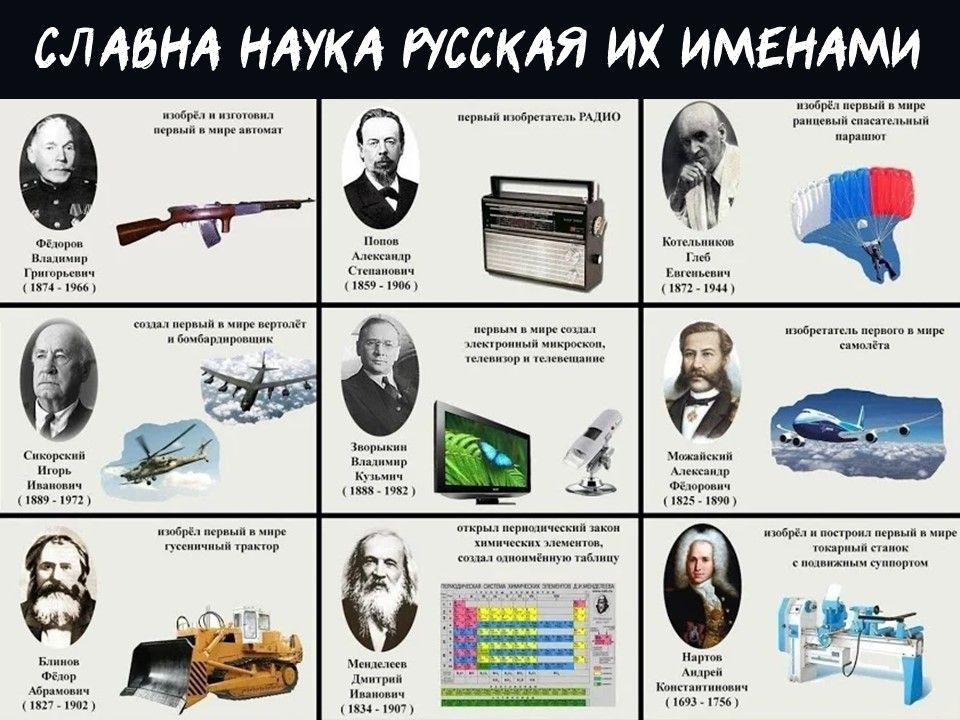 СЛАВНА НАУКА РУССКАЯ ИХ ИМЕНАМИ
изобрёл и изготовил
первый в мире автомат
Фёдоров
Владимир
Григорьевич
( 1874 - 1966 )
первый изобретатель РАДИО
Попов
Александр
Степанович
( 1859 - 1906 )
изобрёл первый в мире
ранцевый спасательный
парашют
Котельников
Глеб
Евгеньевич
( 1872 - 1944 )
создал первый в мире вертолёт
и бомбардировщик
Сикорский
Игорь
Иванович
( 1889 - 1972 )
первым в мире создал
электронный микроскоп,
телевизор и телевещание
Зворыкин
Владимир
Кузьмич
( 1888 - 1982 )
изобретатель первого в мире
самолёта
Можайский
Александр
Фёдорович
( 1825 - 1890 )
изобрёл первый в мире
гусеничный трактор
Блинов
Фёдор
Абрамович
( 1827 - 1902 )
открыл периодический закон
химических элементов,
создал одноимённую таблицу
ПЕРИОДИЧЕСКАЯ СИСТЕМА ХИМИЧЕСКИХ ЭЛЕМЕНТОВ Д.И.МЕНДЕЛЕЕВА
Менделеев
Дмитрий
Иванович
( 1834 - 1907 )
изобрёл и построил первый в мире
токарный станок
с подвижным суппортом
Нартов
Андрей
Константинович
( 1693 - 1756 )